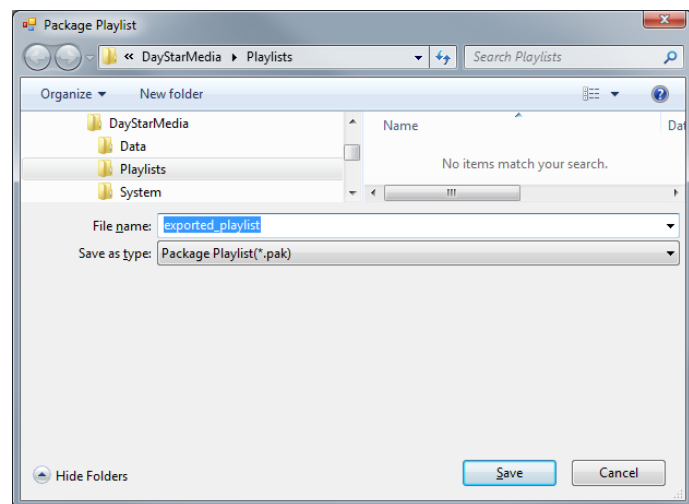 Package Playlist
« DayStarMedia Playlists Search Playlists
Organize New folder
DayStarMedia Name Dat
Data
Playlists No items match your search.
System
File name: exported_playlist
Save as type: Package Playlist(*.pak)
Hide Folders Save Cancel